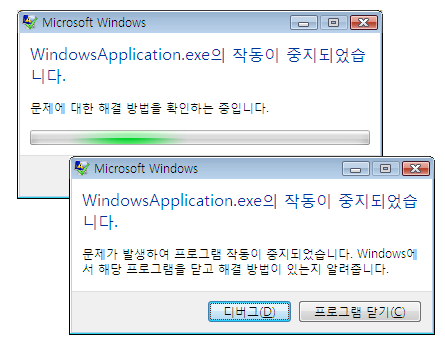 Microsoft Windows
WindowsApplication.exe의 작동이 중지되었습
니다.
문제에 대한 해결 방법을 확인하는 중입니다.
Microsoft Windows
WindowsApplication.exe의 작동이 중지되었습
니다.
문제가 발생하여 프로그램 작동이 중지되었습니다. Windows에
서 해당 프로그램을 닫고 해결 방법이 있는지 알려줍니다.
디버그(D) 프로그램 닫기(C)